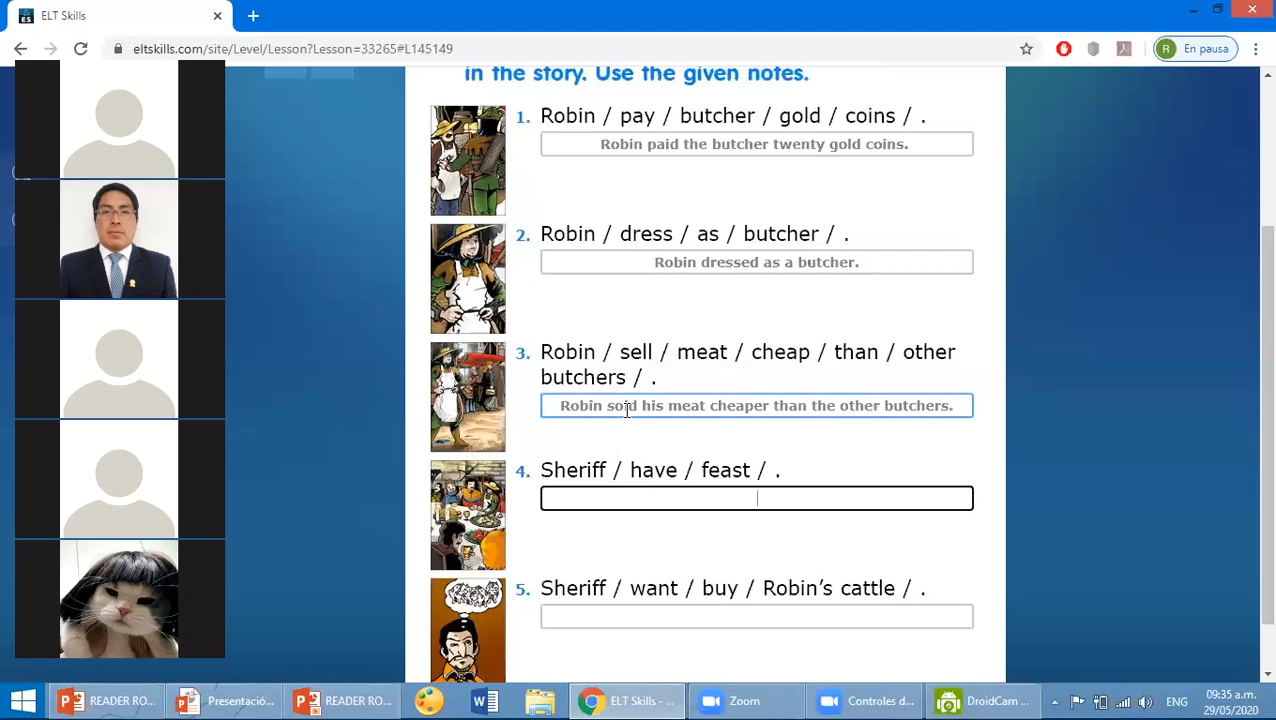 ELT Skills
eltskills.com/site/Level/Lesson?Lesson=33265#L145149
R En pausa
in the story. Use the given notes.
1. Robin / pay / butcher / gold / coins / .
Robin paid the butcher twenty gold coins.
2. Robin / dress / as / butcher / .
Robin dressed as a butcher.
3. Robin / sell / meat / cheap / than / other
butchers / .
Robin sold his meat cheaper than the other butchers.
4. Sheriff / have / feast / .
5. Sheriff / want / buy / Robin’s cattle / .
READER RO...
Presentació...
READER RO...
ELT Skills - ...
Zoom
Controles d...
DroidCam ...
ENG
09:35 a.m.
29/05/2020